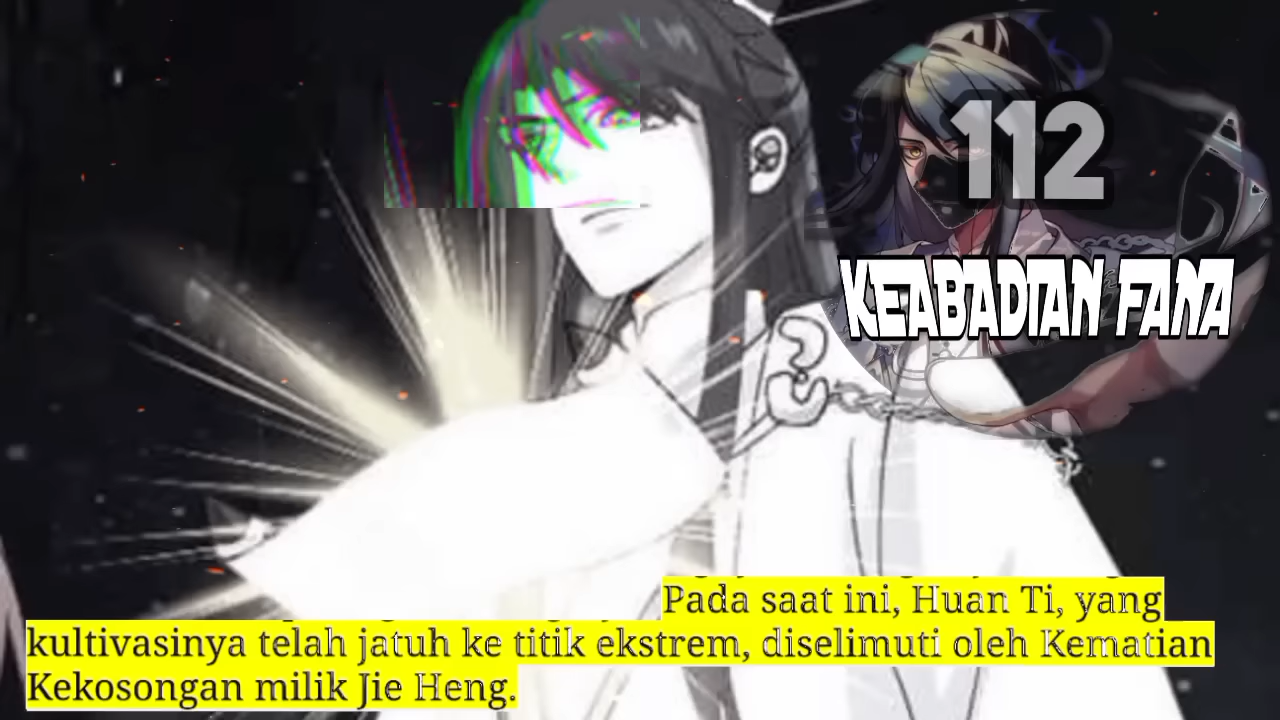 112
KEABADIAN FANA
Pada saat ini, Huan Ti, yang
kultivasinya telah jatuh ke titik ekstrem, diselimuti oleh Kematian
Kekosongan milik Jie Heng.